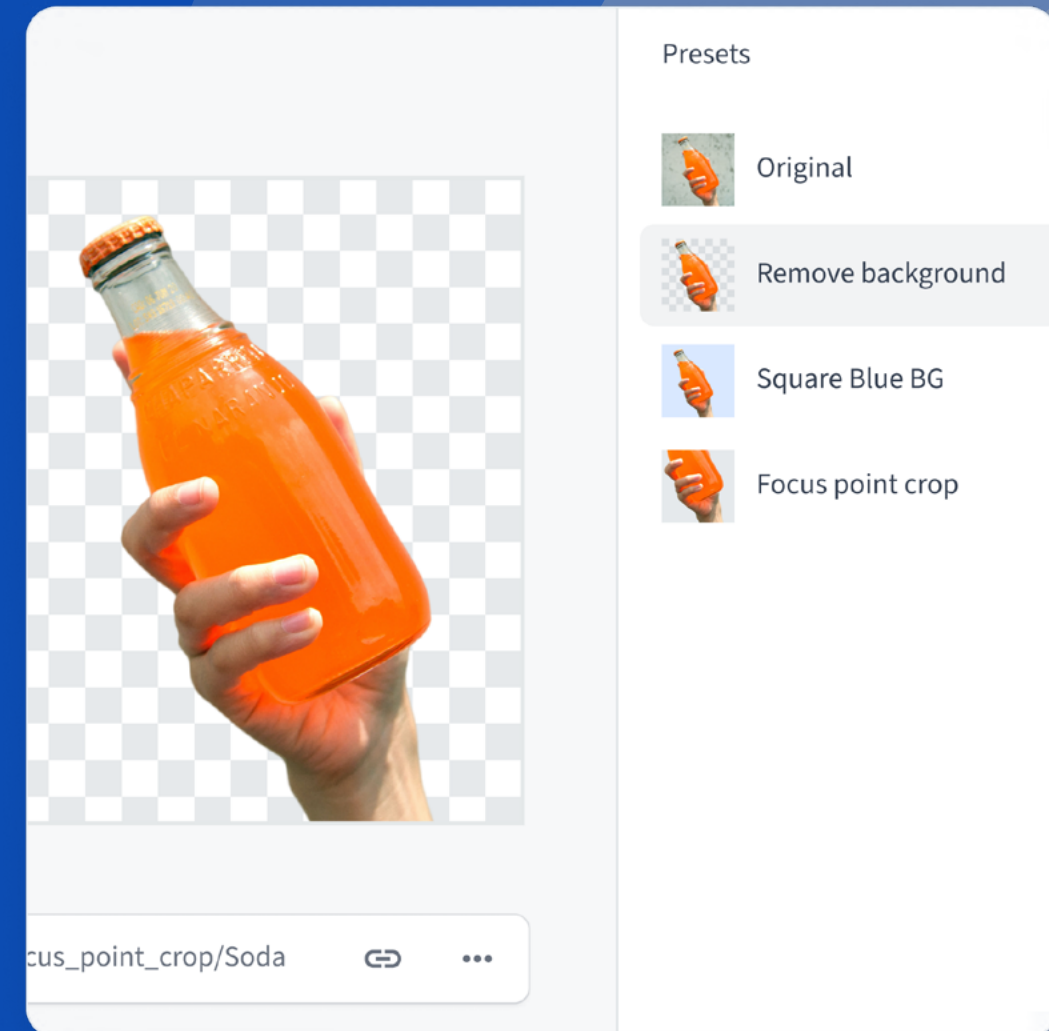 Presets
Original
Remove background
Square Blue BG
Focus point crop
cus_point_crop/Soda